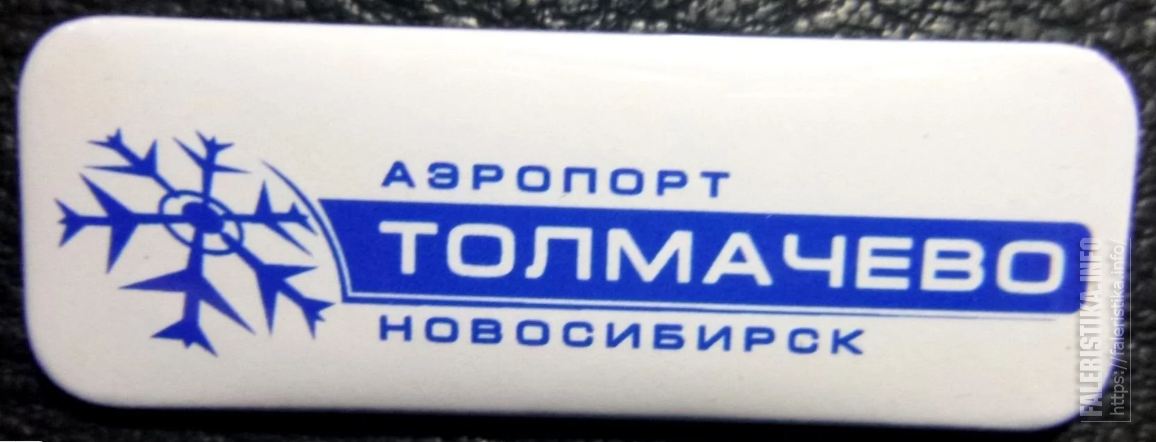 АЭРОПОРТ
ТОЛМАЧЕВО
НОВОСИБИРСК
FALERISTIKA.INFO
https://faleristika.info/